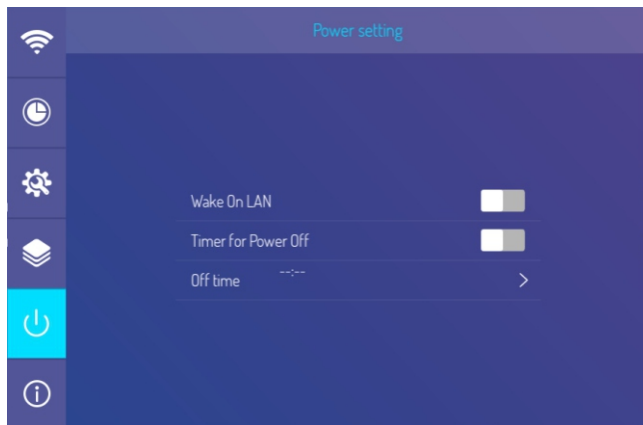 Power setting
Wake On LAN
Timer for Power Off
Off time --:--